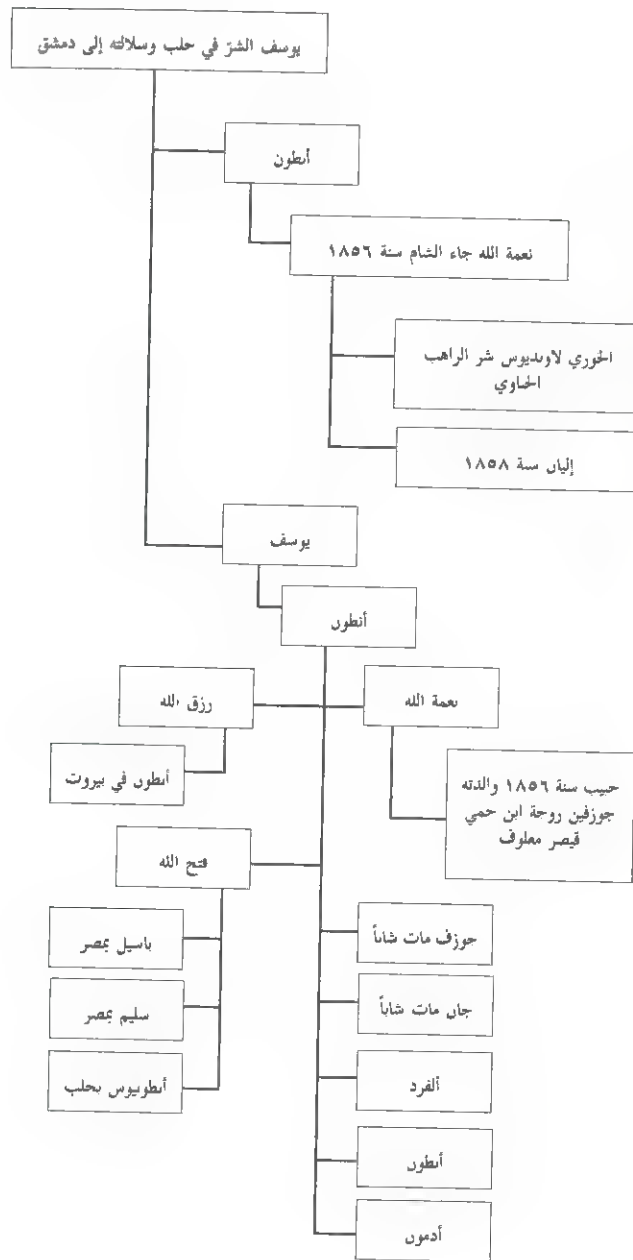 يوسف الشرّ في حلب وسلالته إلى دمشق
أنطون
نعمة الله جاء الشام سنة ١٨٥٦
الخوري لاونديوس شر الراهب
الحناوي
إلياس سنة ١٨٥٨
يوسف
أنطون
رزق الله
نعمة الله
أنطون في بيروت
حبيب سنة ١٨٥٦ والدته
جوزفين زوجة ابن حمي
قيصر معلوف
فتح الله
باسيل بمصر
سليم بمصر
أنطونيوس بحلب
جوزف مات شاباً
جان مات شاباً
ألفرد
أنطون
أدمون